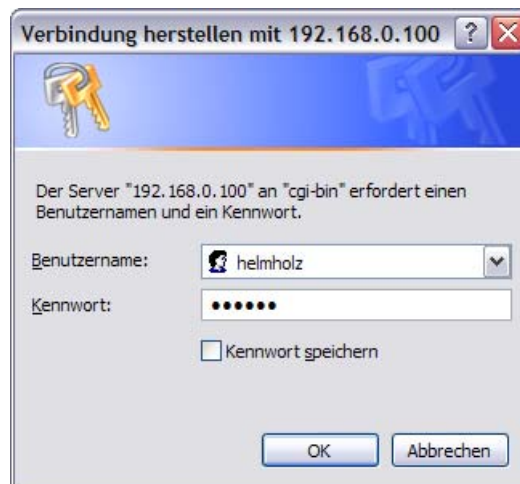 Verbindung herstellen mit 192.168.0.100
Der Server "192.168.0.100" an "cgi-bin" erfordert einen
Benutzernamen und ein Kennwort.
Benutzername:
helmholz
Kennwort:
••••••
Kennwort speichern
OK
Abbrechen